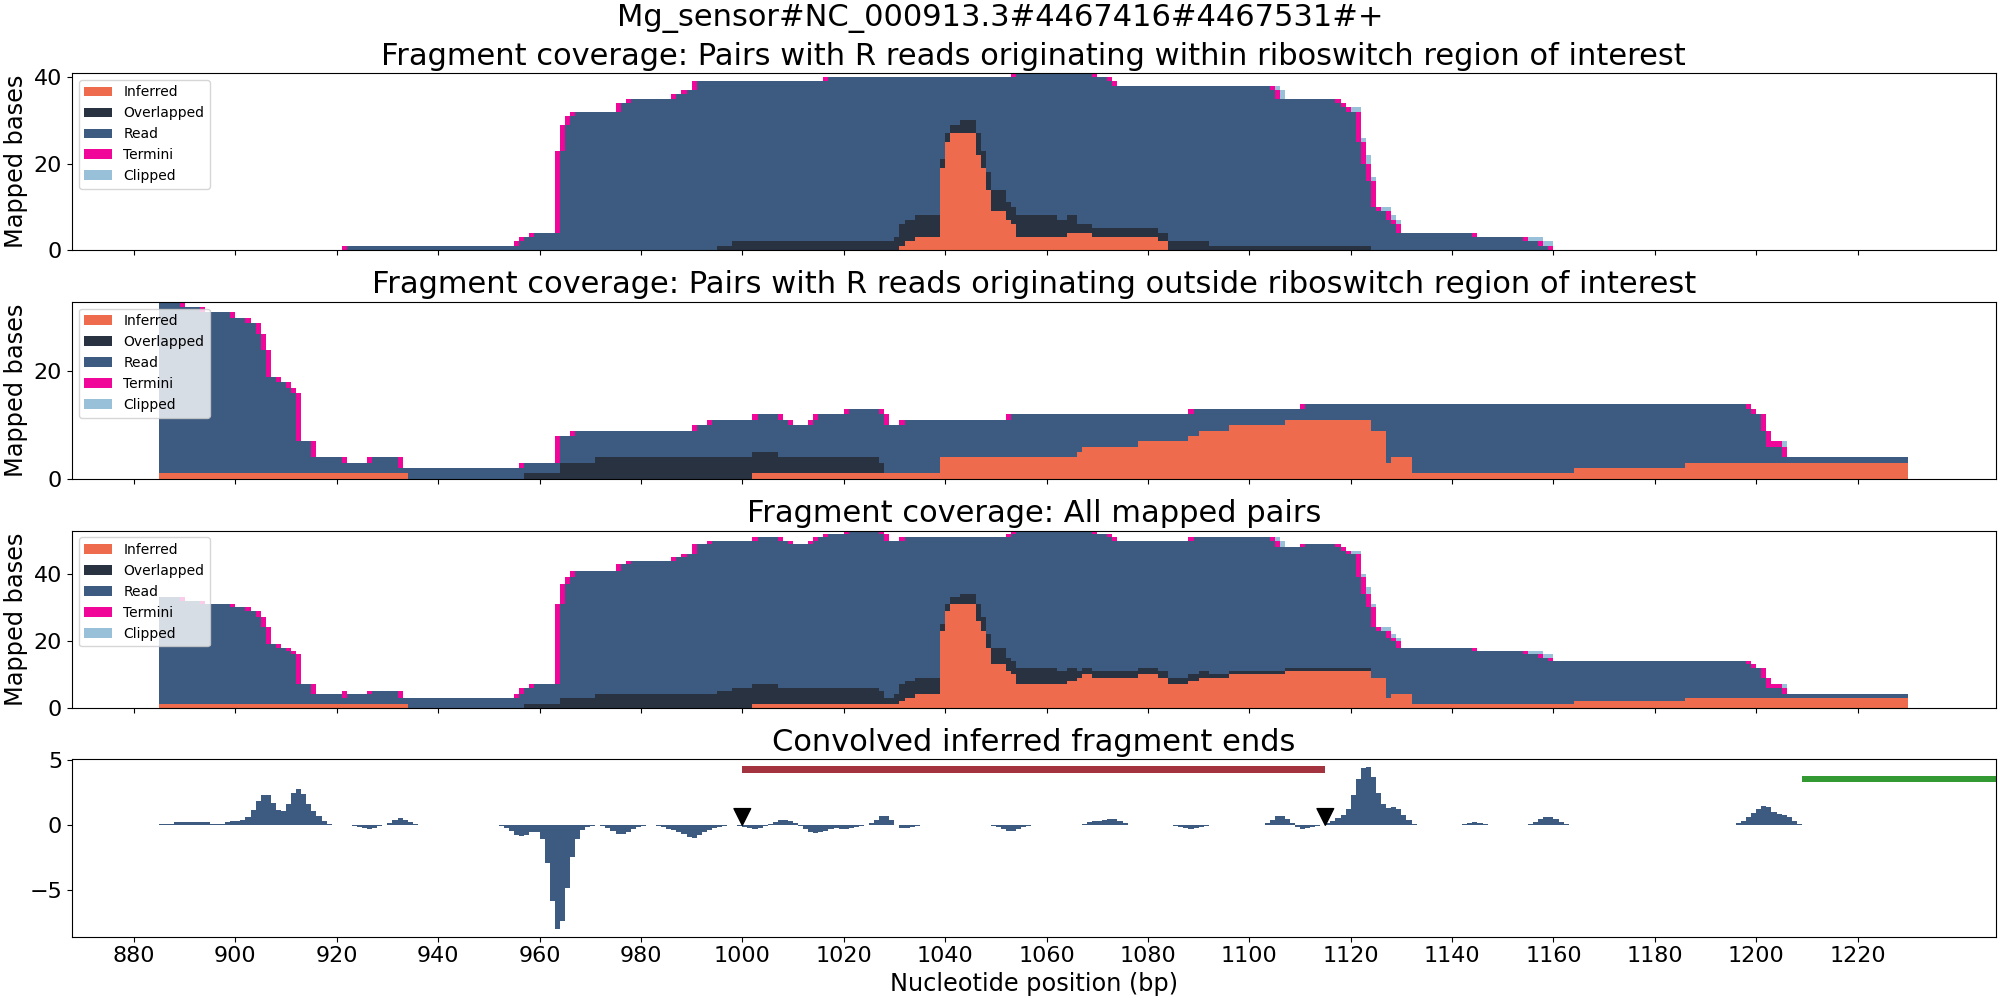 Mg_sensor#NC_000913.3#4467416#4467531#+
Fragment coverage: Pairs with R reads originating within riboswitch region of interest
Mapped bases
40
20
0
Inferred
Overlapped
Read
Termini
Clipped
Fragment coverage: Pairs with R reads originating outside riboswitch region of interest
Mapped bases
20
0
Inferred
Overlapped
Read
Termini
Clipped
Fragment coverage: All mapped pairs
Mapped bases
40
20
0
Inferred
Overlapped
Read
Termini
Clipped
Convolved inferred fragment ends
5
0
−5
880 900 920 940 960 980 1000 1020 1040 1060 1080 1100 1120 1140 1160 1180 1200 1220
Nucleotide position (bp)